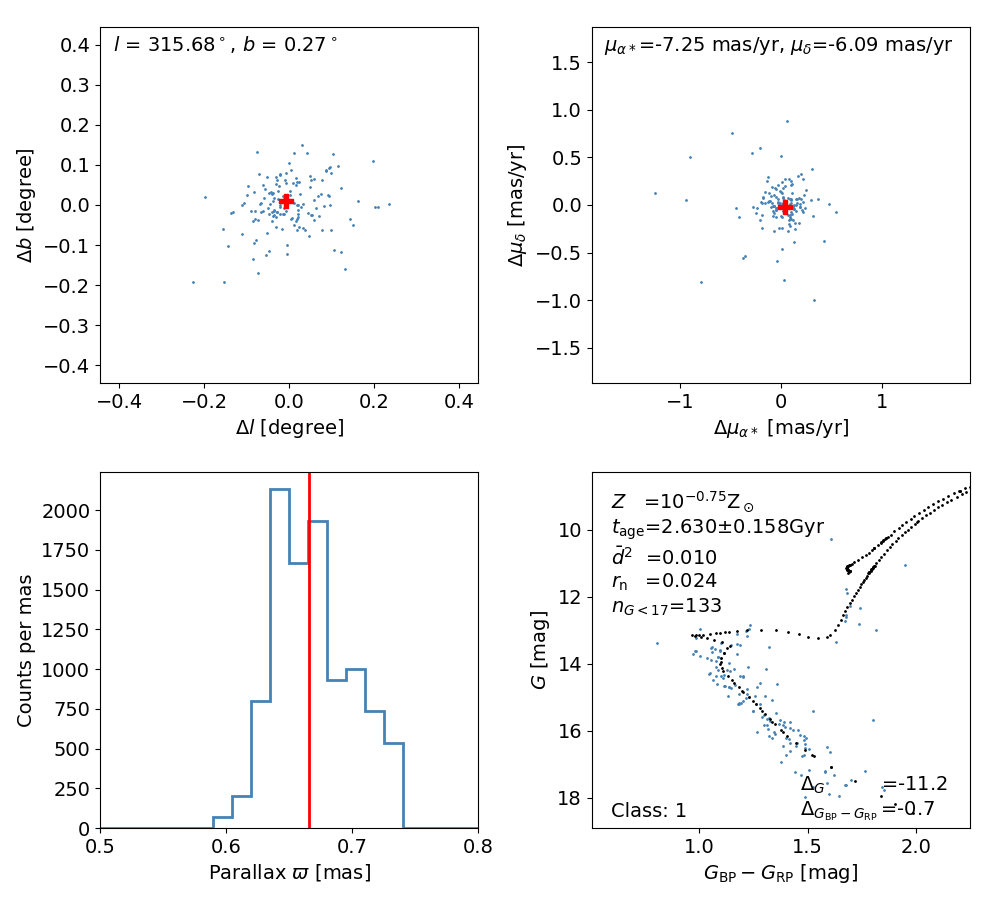 l = 315.68°, b = 0.27°
0.4
0.3
0.2
0.1
0.0
−0.1
−0.2
−0.3
−0.4
Δb [degree]
−0.4 −0.2 0.0 0.2 0.4
Δl [degree]
μα*=-7.25 mas/yr, μδ=-6.09 mas/yr
1.5
1.0
0.5
0.0
−0.5
−1.0
−1.5
Δμδ [mas/yr]
−1 0 1
Δμα* [mas/yr]
2000
1750
1500
1250
1000
750
500
250
0
Counts per mas
0.5 0.6 0.7 0.8
Parallax ϖ [mas]
Z =10^−0.75 Z⊙
tage=2.630±0.158Gyr
d̄² =0.010
rn =0.024
nG<17=133
ΔG =-11.2
Class: 1
ΔGBP−GRP =-0.7
10
12
14
16
18
G [mag]
1.0 1.5 2.0
GBP−GRP [mag]